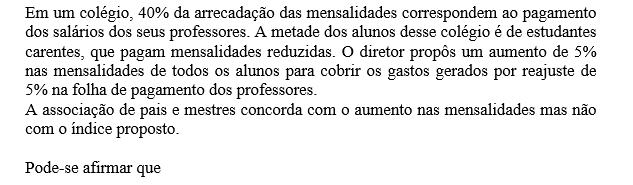 Em um colégio, 40% da arrecadação das mensalidades correspondem ao pagamento
dos salários dos seus professores. A metade dos alunos desse colégio é de estudantes
carentes, que pagam mensalidades reduzidas. O diretor propôs um aumento de 5%
nas mensalidades de todos os alunos para cobrir os gastos gerados por reajuste de
5% na folha de pagamento dos professores.
A associação de pais e mestres concorda com o aumento nas mensalidades mas não
com o índice proposto.
Pode-se afirmar que